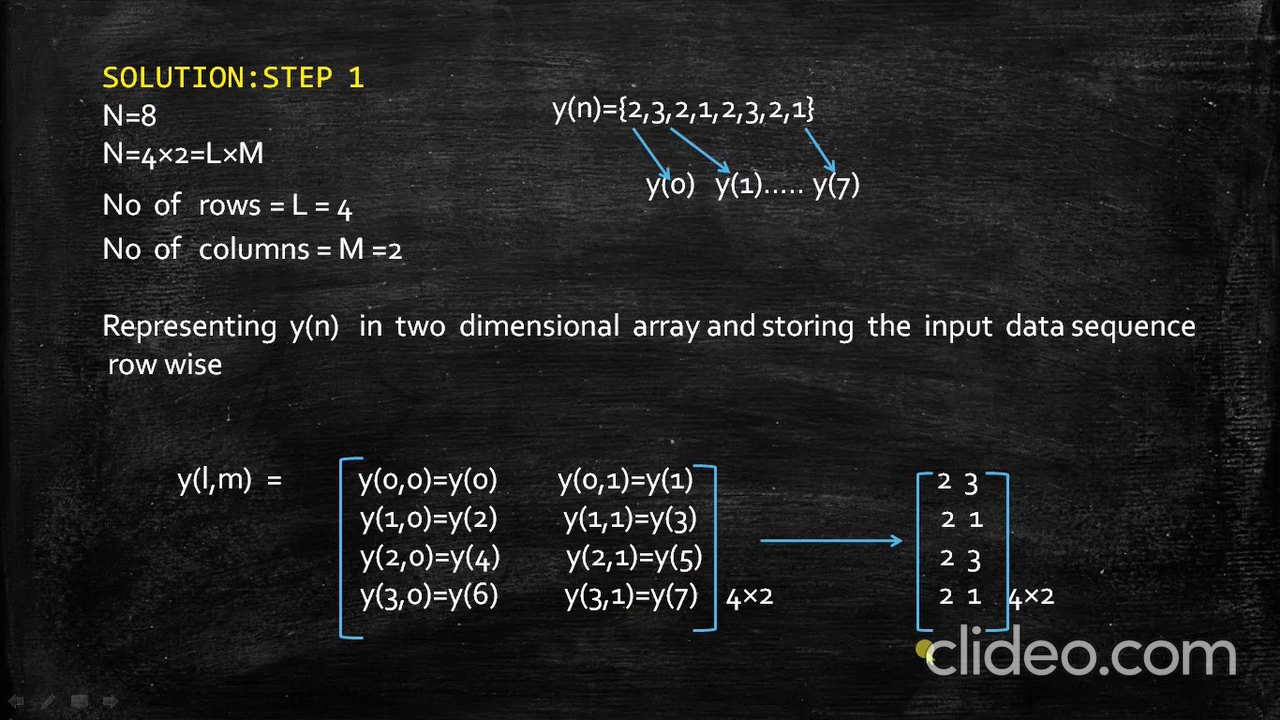 SOLUTION:STEP 1
N=8
N=4×2=L×M
No of rows = L = 4
No of columns = M =2
y(n)={2,3,2,1,2,3,2,1}
y(0) y(1)..... y(7)
Representing y(n) in two dimensional array and storing the input data sequence
row wise
y(l,m) = y(0,0)=y(0) y(0,1)=y(1) 2 3
y(1,0)=y(2) y(1,1)=y(3) 2 1
y(2,0)=y(4) y(2,1)=y(5) 2 3
y(3,0)=y(6) y(3,1)=y(7) 4×2 2 1 4×2
clideo.com